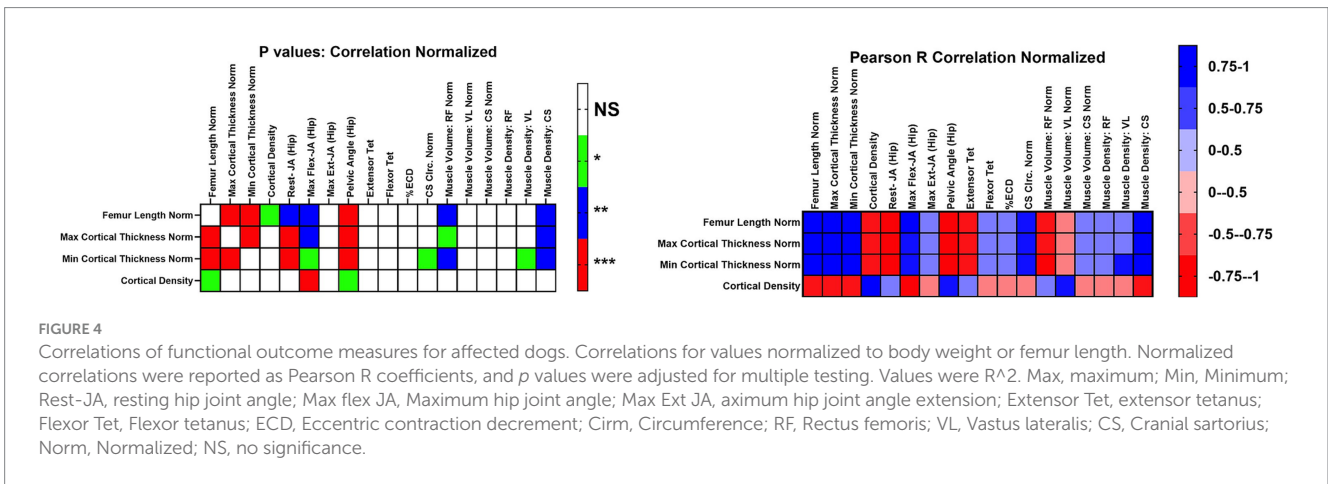 P values: Correlation Normalized
Femur Length Norm
Max Cortical Thickness Norm
Min Cortical Thickness Norm
Cortical Density
Rest- JA (Hip)
Max Flex-JA (Hip)
Max Ext-JA (Hip)
Pelvic Angle (Hip)
Extensor Tet
Flexor Tet
%ECD
CS CIrc. Norm
Muscle Volume: RF Norm
Muscle Volume: VL Norm
Muscle Volume: CS Norm
Muscle Density: RF
Muscle Density: VL
Muscle Density: CS
Femur Length Norm
Max Cortical Thickness Norm
Min Cortical Thickness Norm
Cortical Density
NS
*
**
***
Pearson R Correlation Normalized
Femur Length Norm
Max Cortical Thickness Norm
Min Cortical Thickness Norm
Cortical Density
Rest- JA (Hip)
Max Flex-JA (Hip)
Max Ext-JA (Hip)
Pelvic Angle (Hip)
Extensor Tet
Flexor Tet
%ECD
CS CIrc. Norm
Muscle Volume: RF Norm
Muscle Volume: VL Norm
Muscle Volume: CS Norm
Muscle Density: RF
Muscle Density: VL
Muscle Density: CS
Femur Length Norm
Max Cortical Thickness Norm
Min Cortical Thickness Norm
Cortical Density
0.75-1
0.5-0.75
0-0.5
0--0.5
-0.5--0.75
-0.75--1
FIGURE 4
Correlations of functional outcome measures for affected dogs. Correlations for values normalized to body weight or femur length. Normalized
correlations were reported as Pearson R coefficients, and p values were adjusted for multiple testing. Values were R^2. Max, maximum; Min, Minimum;
Rest-JA, resting hip joint angle; Max flex JA, Maximum hip joint angle; Max Ext JA, aximum hip joint angle extension; Extensor Tet, extensor tetanus;
Flexor Tet, Flexor tetanus; ECD, Eccentric contraction decrement; Cirm, Circumference; RF, Rectus femoris; VL, Vastus lateralis; CS, Cranial sartorius;
Norm, Normalized; NS, no significance.